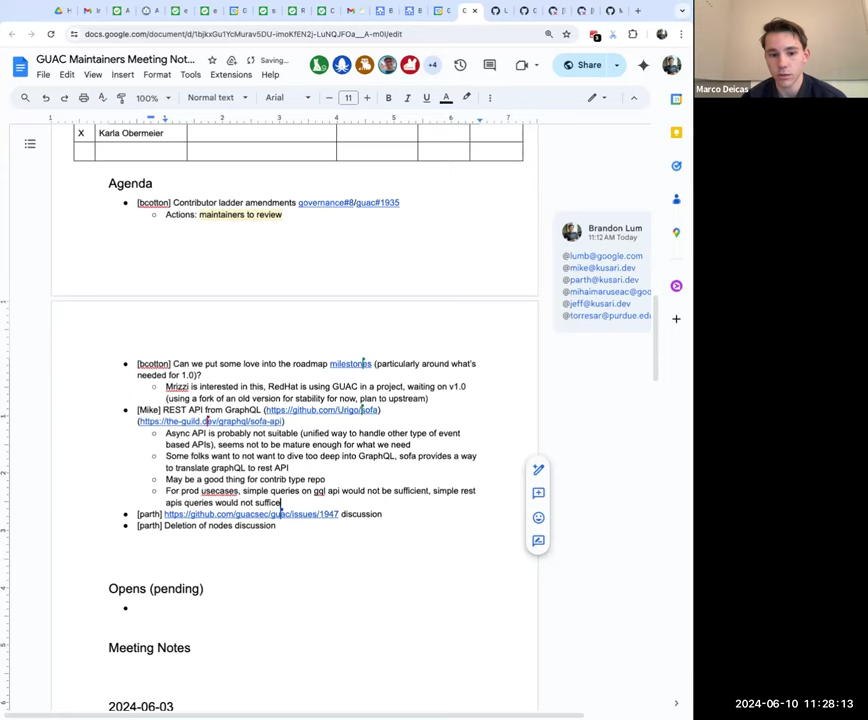 docs.google.com/document/d/1bjkxGu1YcMurav5DU-imoKfEN2j-LuNQJFOa__A-m0I/edit
GUAC Maintainers Meeting Not...
Saving...
File Edit View Insert Format Tools Extensions Help
+4
Share
100%
Normal text
Arial
11
B I U A
X Karla Obermeier
Agenda
[bcotton] Contributor ladder amendments governance#8/guac#1935
Actions: maintainers to review
Brandon Lum
11:12 AM Today
@lumb@google.com
@mike@kusari.dev
@parth@kusari.dev
@mihaimaruseac@goo
@jeff@kusari.dev
@torresar@purdue.edu
[bcotton] Can we put some love into the roadmap milestones (particularly around what's
needed for 1.0)?
Mrizzi is interested in this, RedHat is using GUAC in a project, waiting on v1.0
(using a fork of an old version for stability for now, plan to upstream)
[Mike] REST API from GraphQL (https://github.com/Urigo/sofa)
(https://the-guild.dev/graphql/sofa-api)
Async API is probably not suitable (unified way to handle other type of event
based APIs), seems not to be mature enough for what we need
Some folks want to not want to dive too deep into GraphQL, sofa provides a way
to translate graphQL to rest API
May be a good thing for contrib type repo
For prod usecases, simple queries on gql api would not be sufficient, simple rest
apis queries would not suffice
[parth] https://github.com/guacsec/guac/issues/1947 discussion
[parth] Deletion of nodes discussion
Opens (pending)
Meeting Notes
2024-06-03
Marco Deicas
2024-06-10 11:28:13